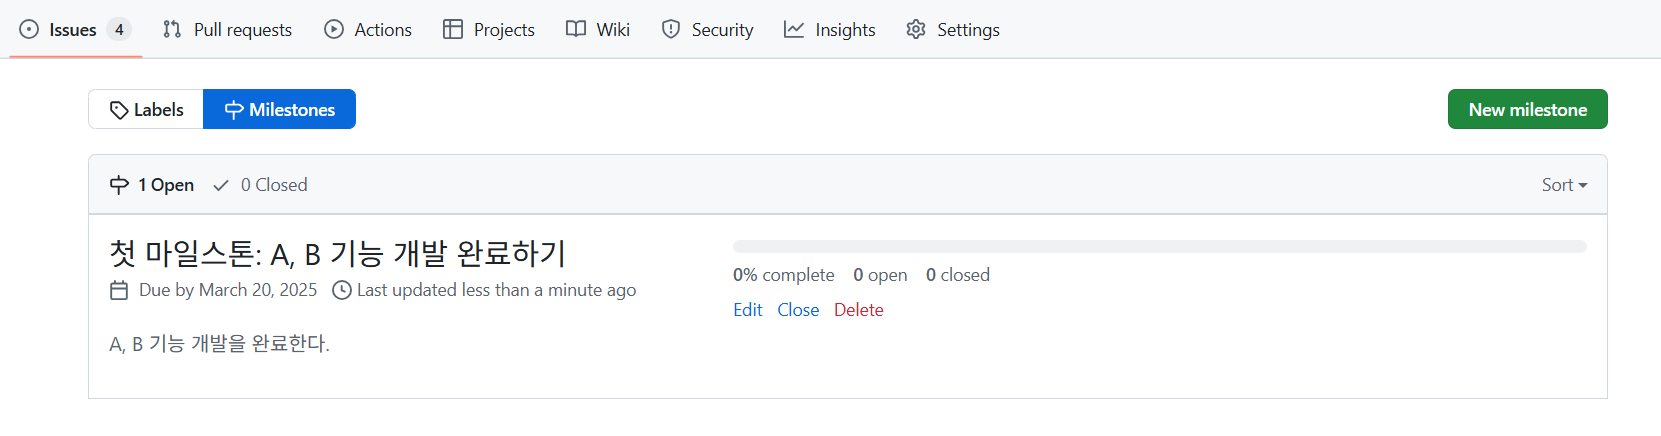 Issues 4 Pull requests Actions Projects Wiki Security Insights Settings
Labels Milestones New milestone
1 Open 0 Closed Sort
첫 마일스톤: A, B 기능 개발 완료하기
Due by March 20, 2025 Last updated less than a minute ago
A, B 기능 개발을 완료한다.
0% complete 0 open 0 closed
Edit Close Delete